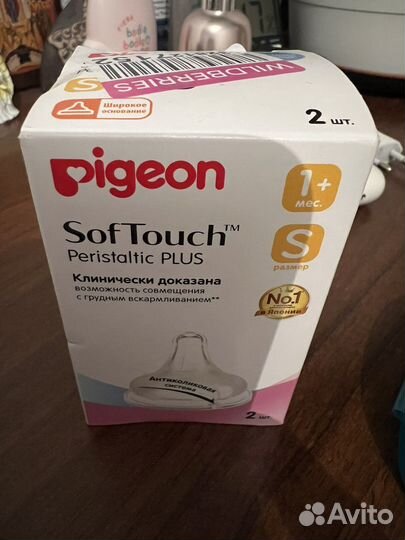 WILDBERRIES
S
Широкое
основание
2 шт.
pigeon
1+
мес.
SofTouch™
Peristaltic PLUS
S
размер
Клинически доказана
возможность совмещения
с грудным вскармливанием**
No.1
в Японии
Антиколиковая
система
2 шт.
Avito